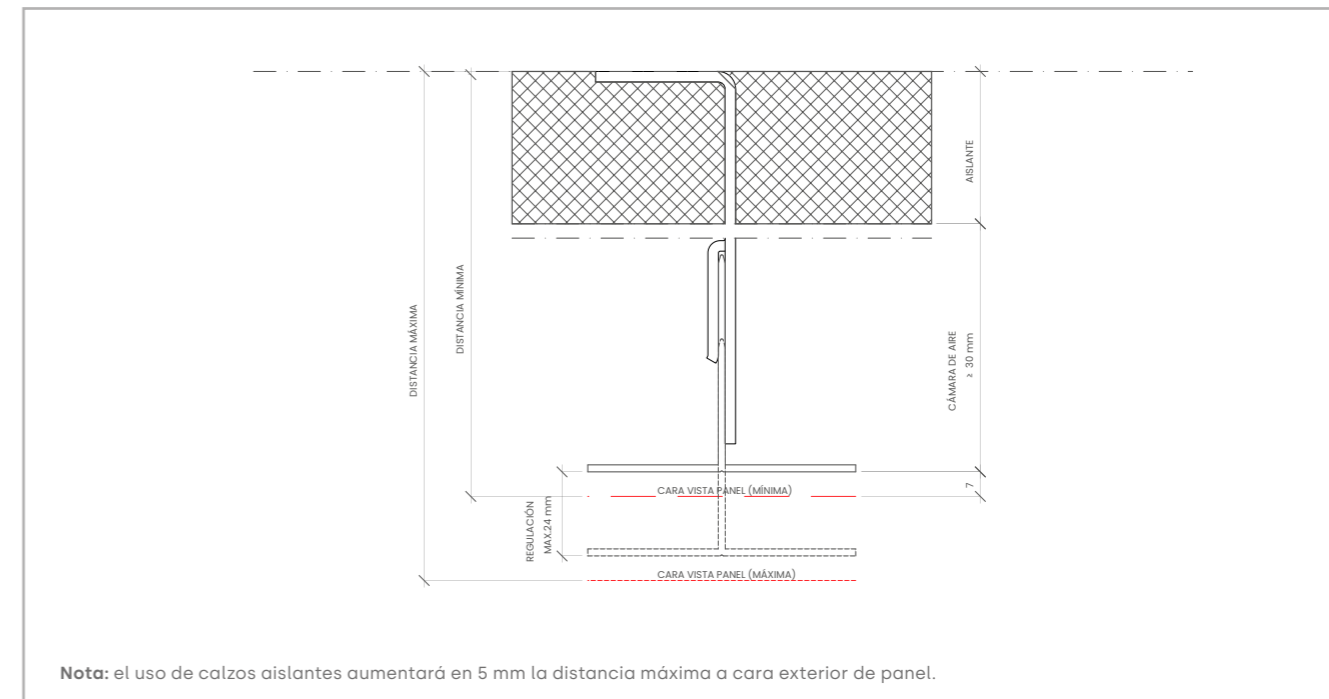 DISTANCIA MÁXIMA
DISTANCIA MÍNIMA
AISLANTE
CÁMARA DE AIRE
≥ 30 mm
7
REGULACIÓN
MAX.24 mm
CARA VISTA PANEL (MÍNIMA)
CARA VISTA PANEL (MÁXIMA)
Nota: el uso de calzos aislantes aumentará en 5 mm la distancia máxima a cara exterior de panel.